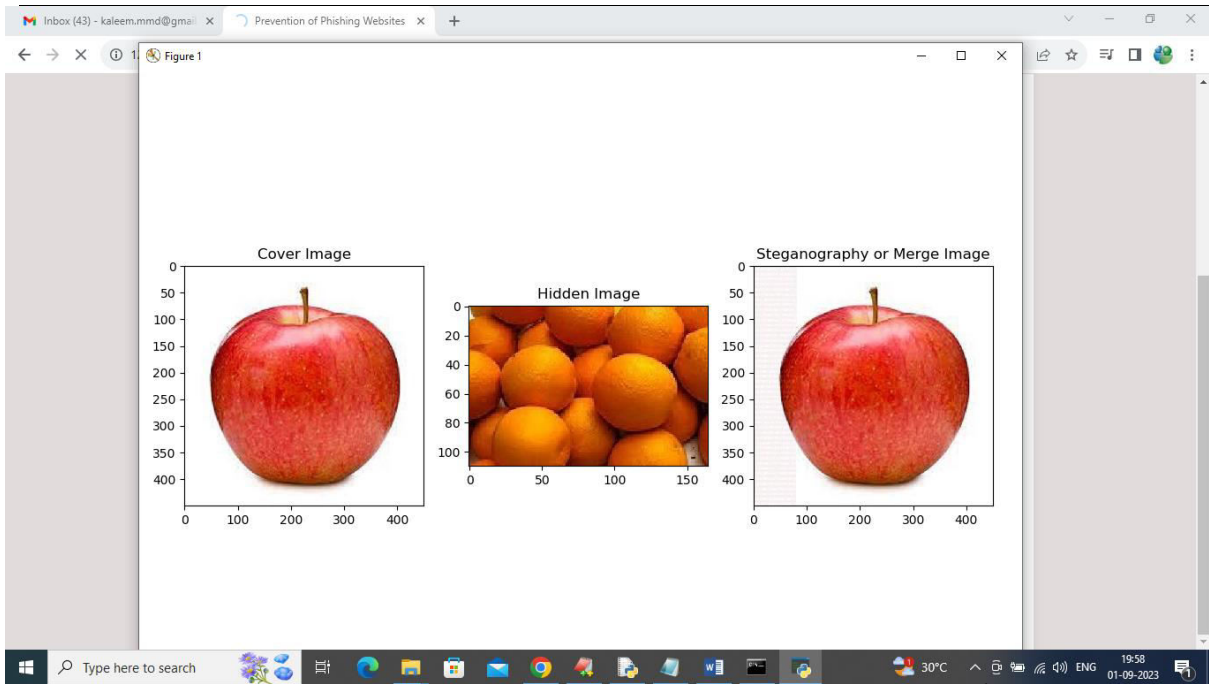 Inbox (43) - kaleem.mmd@gmai
Prevention of Phishing Websites
Figure 1
Cover Image
0
50
100
150
200
250
300
350
400
0 100 200 300 400
Hidden Image
0
20
40
60
80
100
0 50 100 150
Steganography or Merge Image
0
50
100
150
200
250
300
350
400
0 100 200 300 400
Type here to search
30°C
ENG
19:58
01-09-2023
1